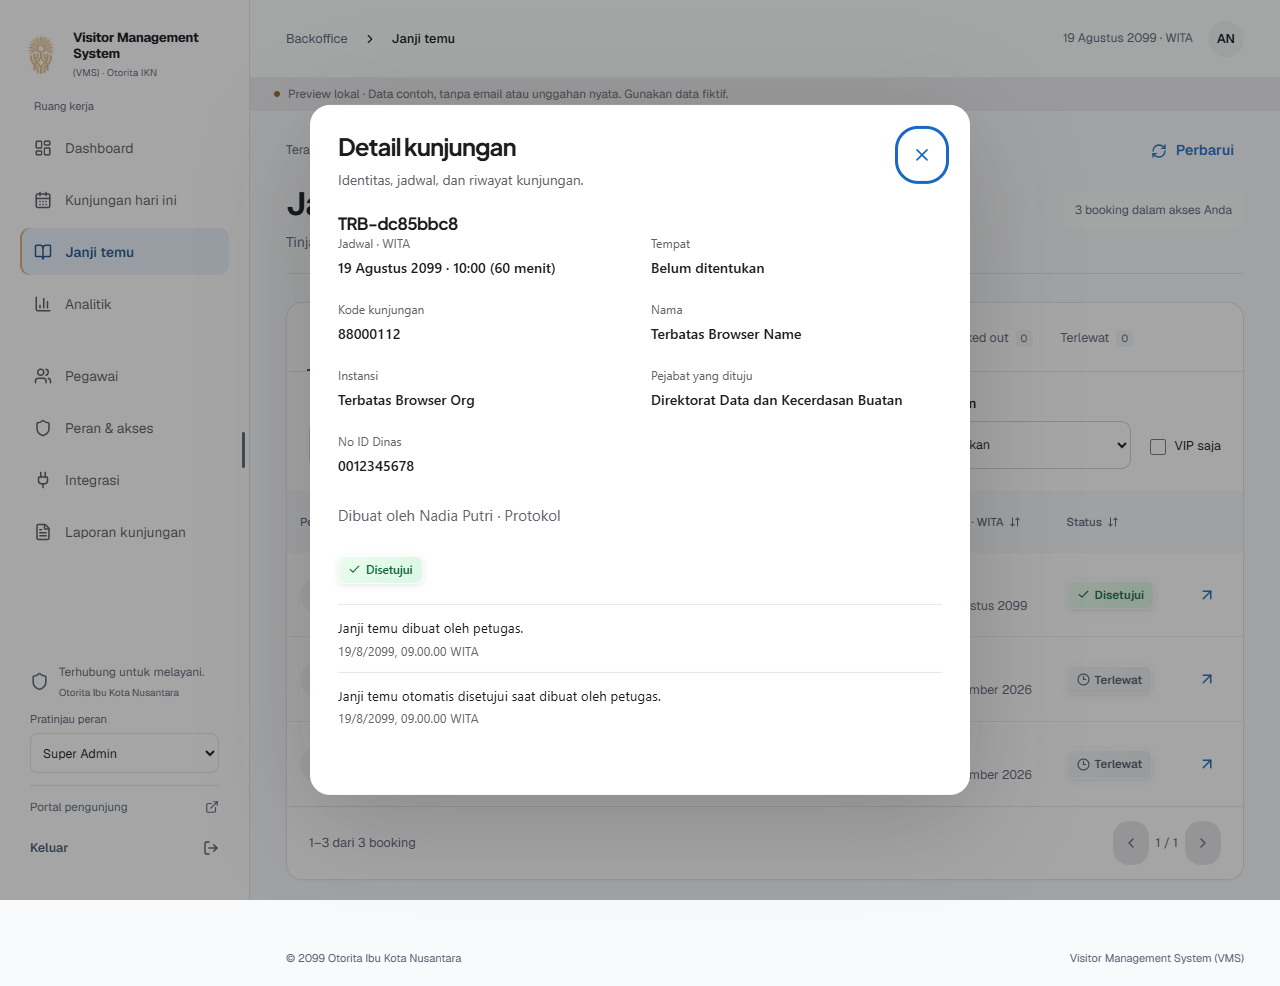 Visitor Management
System
(VMS) · Otorita IKN
Ruang kerja
Dashboard
Kunjungan hari ini
Janji temu
Analitik
Pegawai
Peran & akses
Integrasi
Laporan kunjungan
Terhubung untuk melayani.
Otorita Ibu Kota Nusantara
Pratinjau peran
Super Admin
Portal pengunjung
Keluar
Backoffice
Janji temu
19 Agustus 2099 · WITA
AN
Preview lokal · Data contoh, tanpa email atau unggahan nyata. Gunakan data fiktif.
Perbarui
3 booking dalam akses Anda
Detail kunjungan
Identitas, jadwal, dan riwayat kunjungan.
TRB-dc85bbc8
Jadwal · WITA
19 Agustus 2099 · 10:00 (60 menit)
Tempat
Belum ditentukan
Kode kunjungan
88000112
Nama
Terbatas Browser Name
Instansi
Terbatas Browser Org
Pejabat yang dituju
Direktorat Data dan Kecerdasan Buatan
No ID Dinas
0012345678
Dibuat oleh Nadia Putri · Protokol
Disetujui
Janji temu dibuat oleh petugas.
19/8/2099, 09.00.00 WITA
Janji temu otomatis disetujui saat dibuat oleh petugas.
19/8/2099, 09.00.00 WITA
out 0
Terlewat 0
VIP saja
· WITA
Status
2099
Disetujui
2026
Terlewat
2026
Terlewat
1–3 dari 3 booking
1 / 1
© 2099 Otorita Ibu Kota Nusantara
Visitor Management System (VMS)